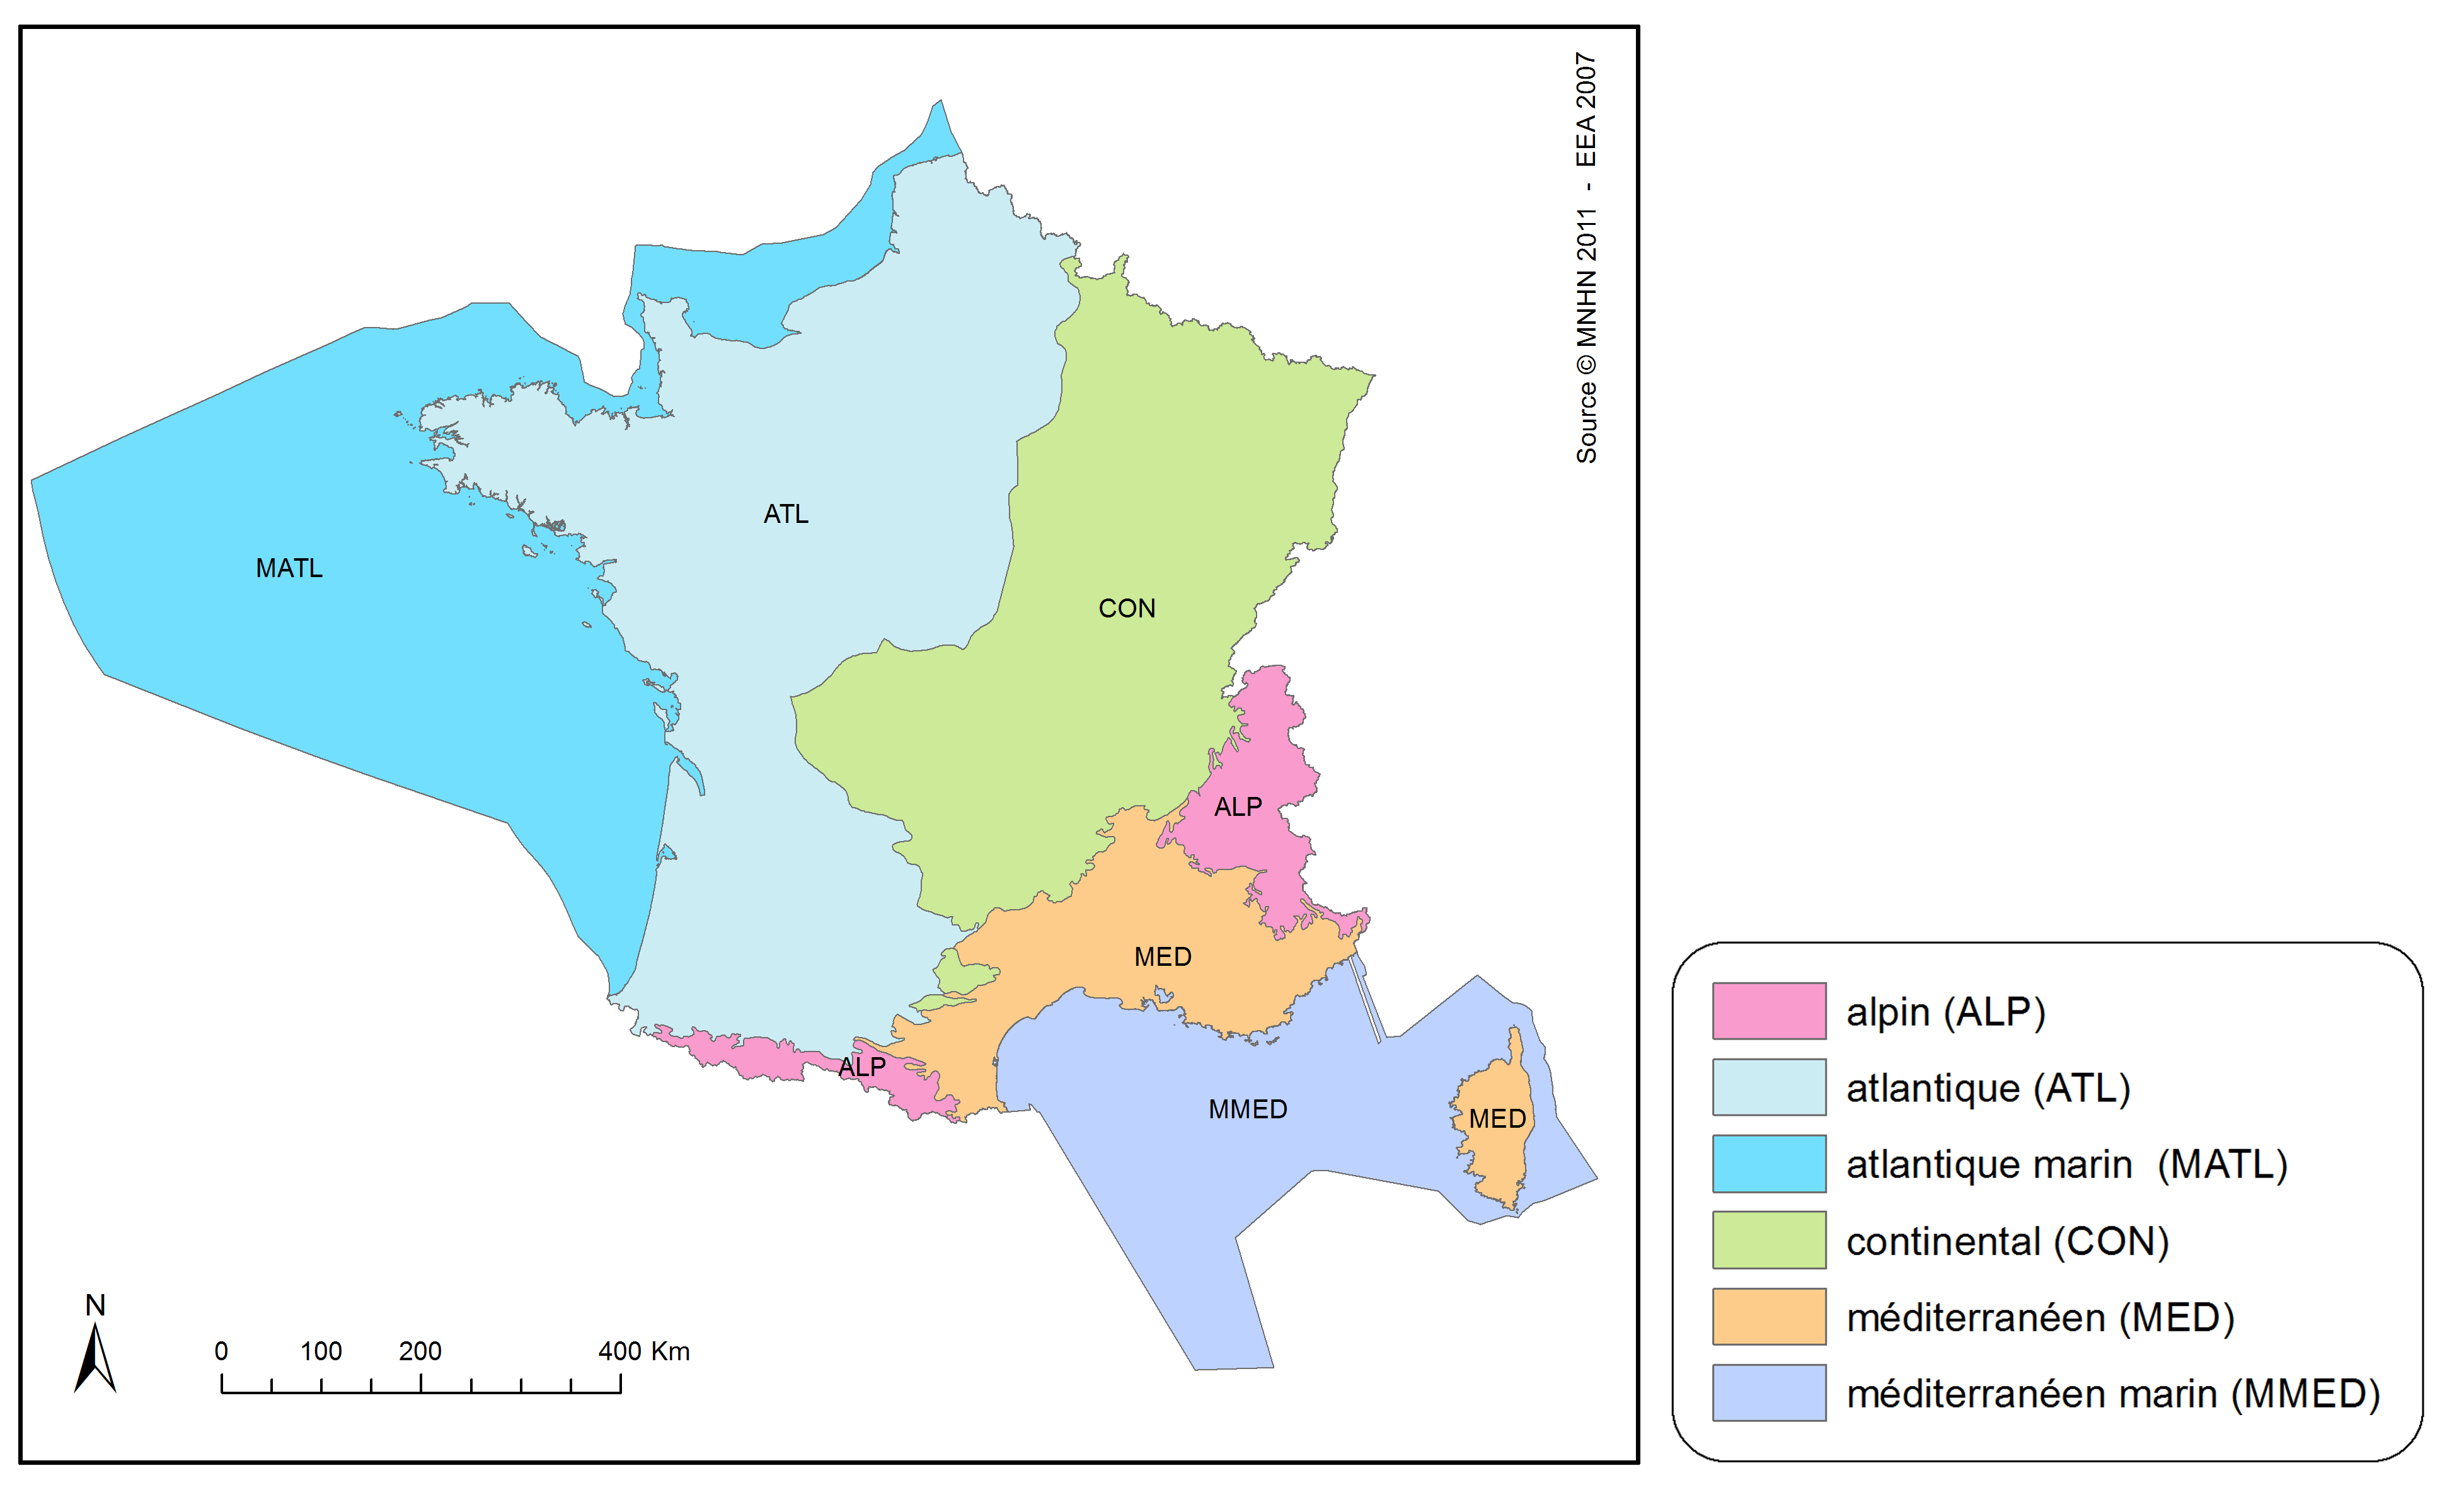 Source © MNHN 2011 - EEA 2007
ATL
MATL
CON
ALP
MED
ALP
MMED
MED
N
0 100 200 400 Km
alpin (ALP)
atlantique (ATL)
atlantique marin (MATL)
continental (CON)
méditerranéen (MED)
méditerranéen marin (MMED)